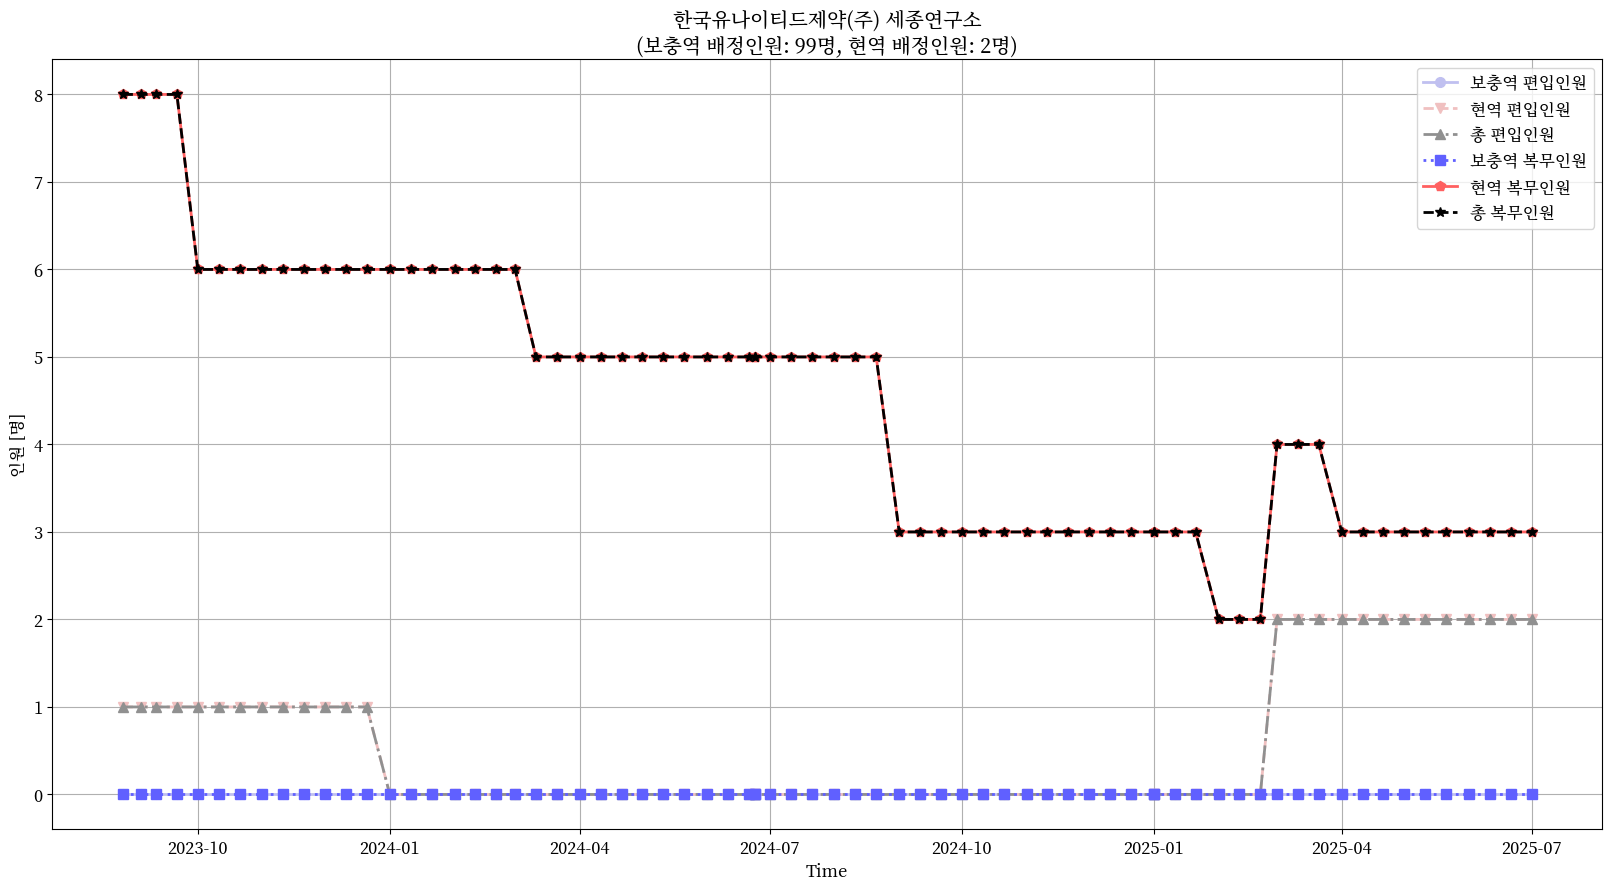 한국유나이티드제약(주) 세종연구소
(보충역 배정인원: 99명, 현역 배정인원: 2명)
보충역 편입인원
현역 편입인원
총 편입인원
보충역 복무인원
현역 복무인원
총 복무인원
인원 [명]
8
7
6
5
4
3
2
1
0
2023-10
2024-01
2024-04
2024-07
2024-10
2025-01
2025-04
2025-07
Time